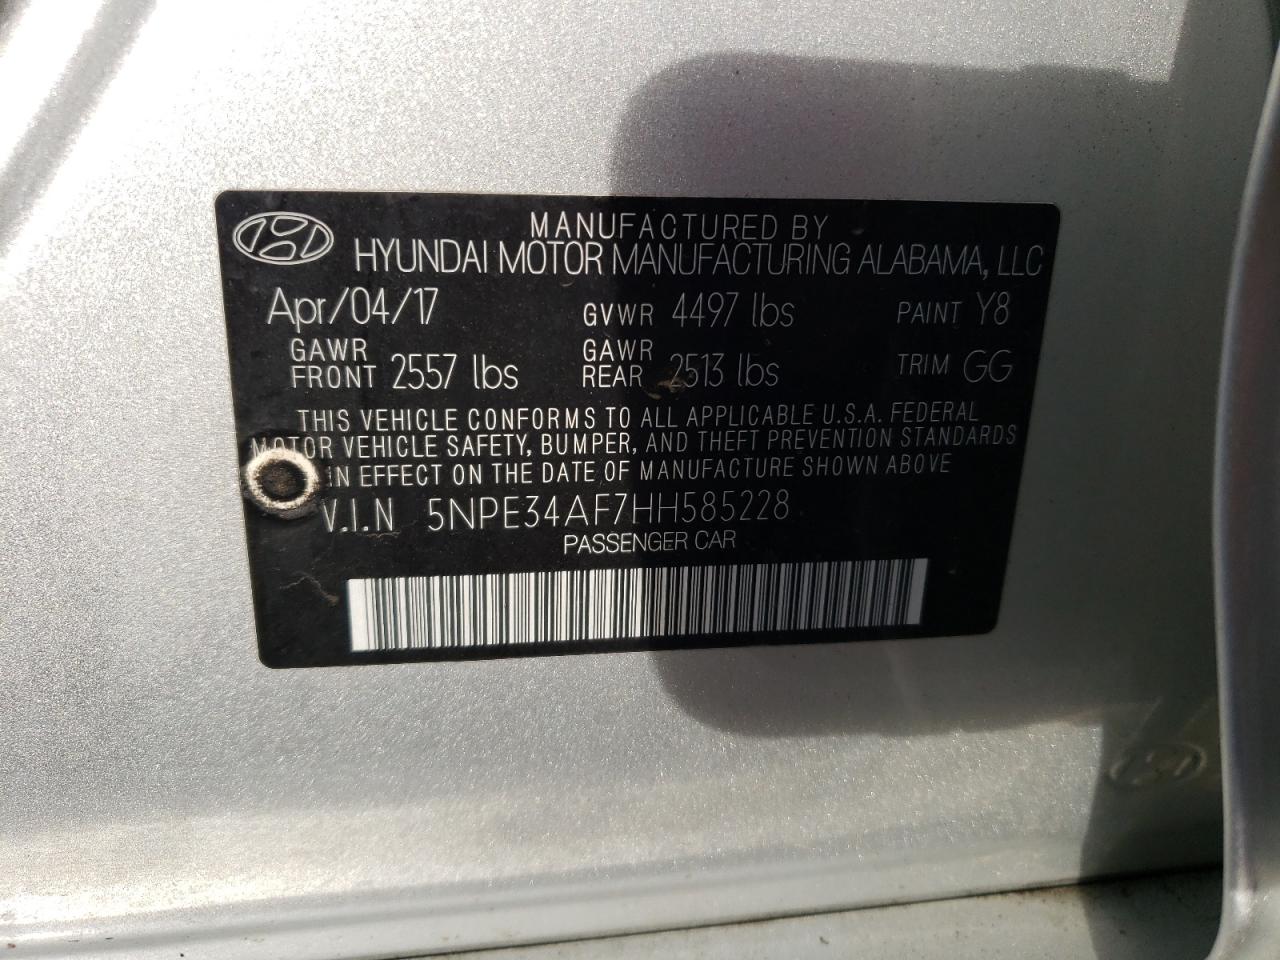 MANUFACTURED BY
HYUNDAI MOTOR MANUFACTURING ALABAMA, LLC
Apr/04/17 GVWR 4497 lbs PAINT Y8
GAWR FRONT 2557 lbs GAWR REAR 2513 lbs TRIM GG
THIS VEHICLE CONFORMS TO ALL APPLICABLE U.S.A. FEDERAL
MOTOR VEHICLE SAFETY, BUMPER, AND THEFT PREVENTION STANDARDS
IN EFFECT ON THE DATE OF MANUFACTURE SHOWN ABOVE
V.I.N 5NPE34AF7HH585228
PASSENGER CAR